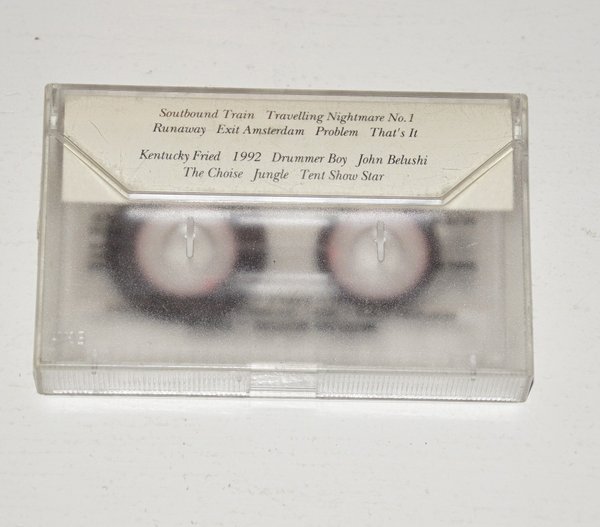 Soutbound Train Travelling Nightmare No.1
Runaway Exit Amsterdam Problem That's It
Kentucky Fried 1992 Drummer Boy John Belushi
The Choise Jungle Tent Show Star